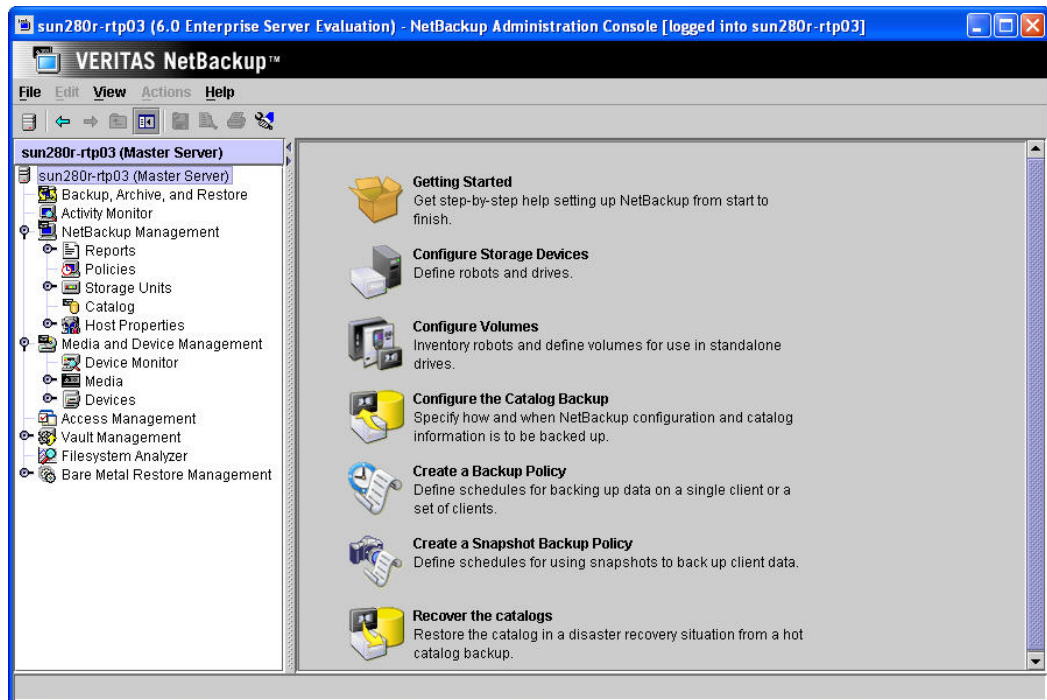 sun280r-rtp03 (6.0 Enterprise Server Evaluation) - NetBackup Administration Console [logged into sun280r-rtp03]
VERITAS NetBackup™
File Edit View Actions Help
sun280r-rtp03 (Master Server)
sun280r-rtp03 (Master Server)
Backup, Archive, and Restore
Activity Monitor
NetBackup Management
Reports
Policies
Storage Units
Catalog
Host Properties
Media and Device Management
Device Monitor
Media
Devices
Access Management
Vault Management
Filesystem Analyzer
Bare Metal Restore Management
Getting Started
Get step-by-step help setting up NetBackup from start to
finish.
Configure Storage Devices
Define robots and drives.
Configure Volumes
Inventory robots and define volumes for use in standalone
drives.
Configure the Catalog Backup
Specify how and when NetBackup configuration and catalog
information is to be backed up.
Create a Backup Policy
Define schedules for backing up data on a single client or a
set of clients.
Create a Snapshot Backup Policy
Define schedules for using snapshots to back up client data.
Recover the catalogs
Restore the catalog in a disaster recovery situation from a hot
catalog backup.